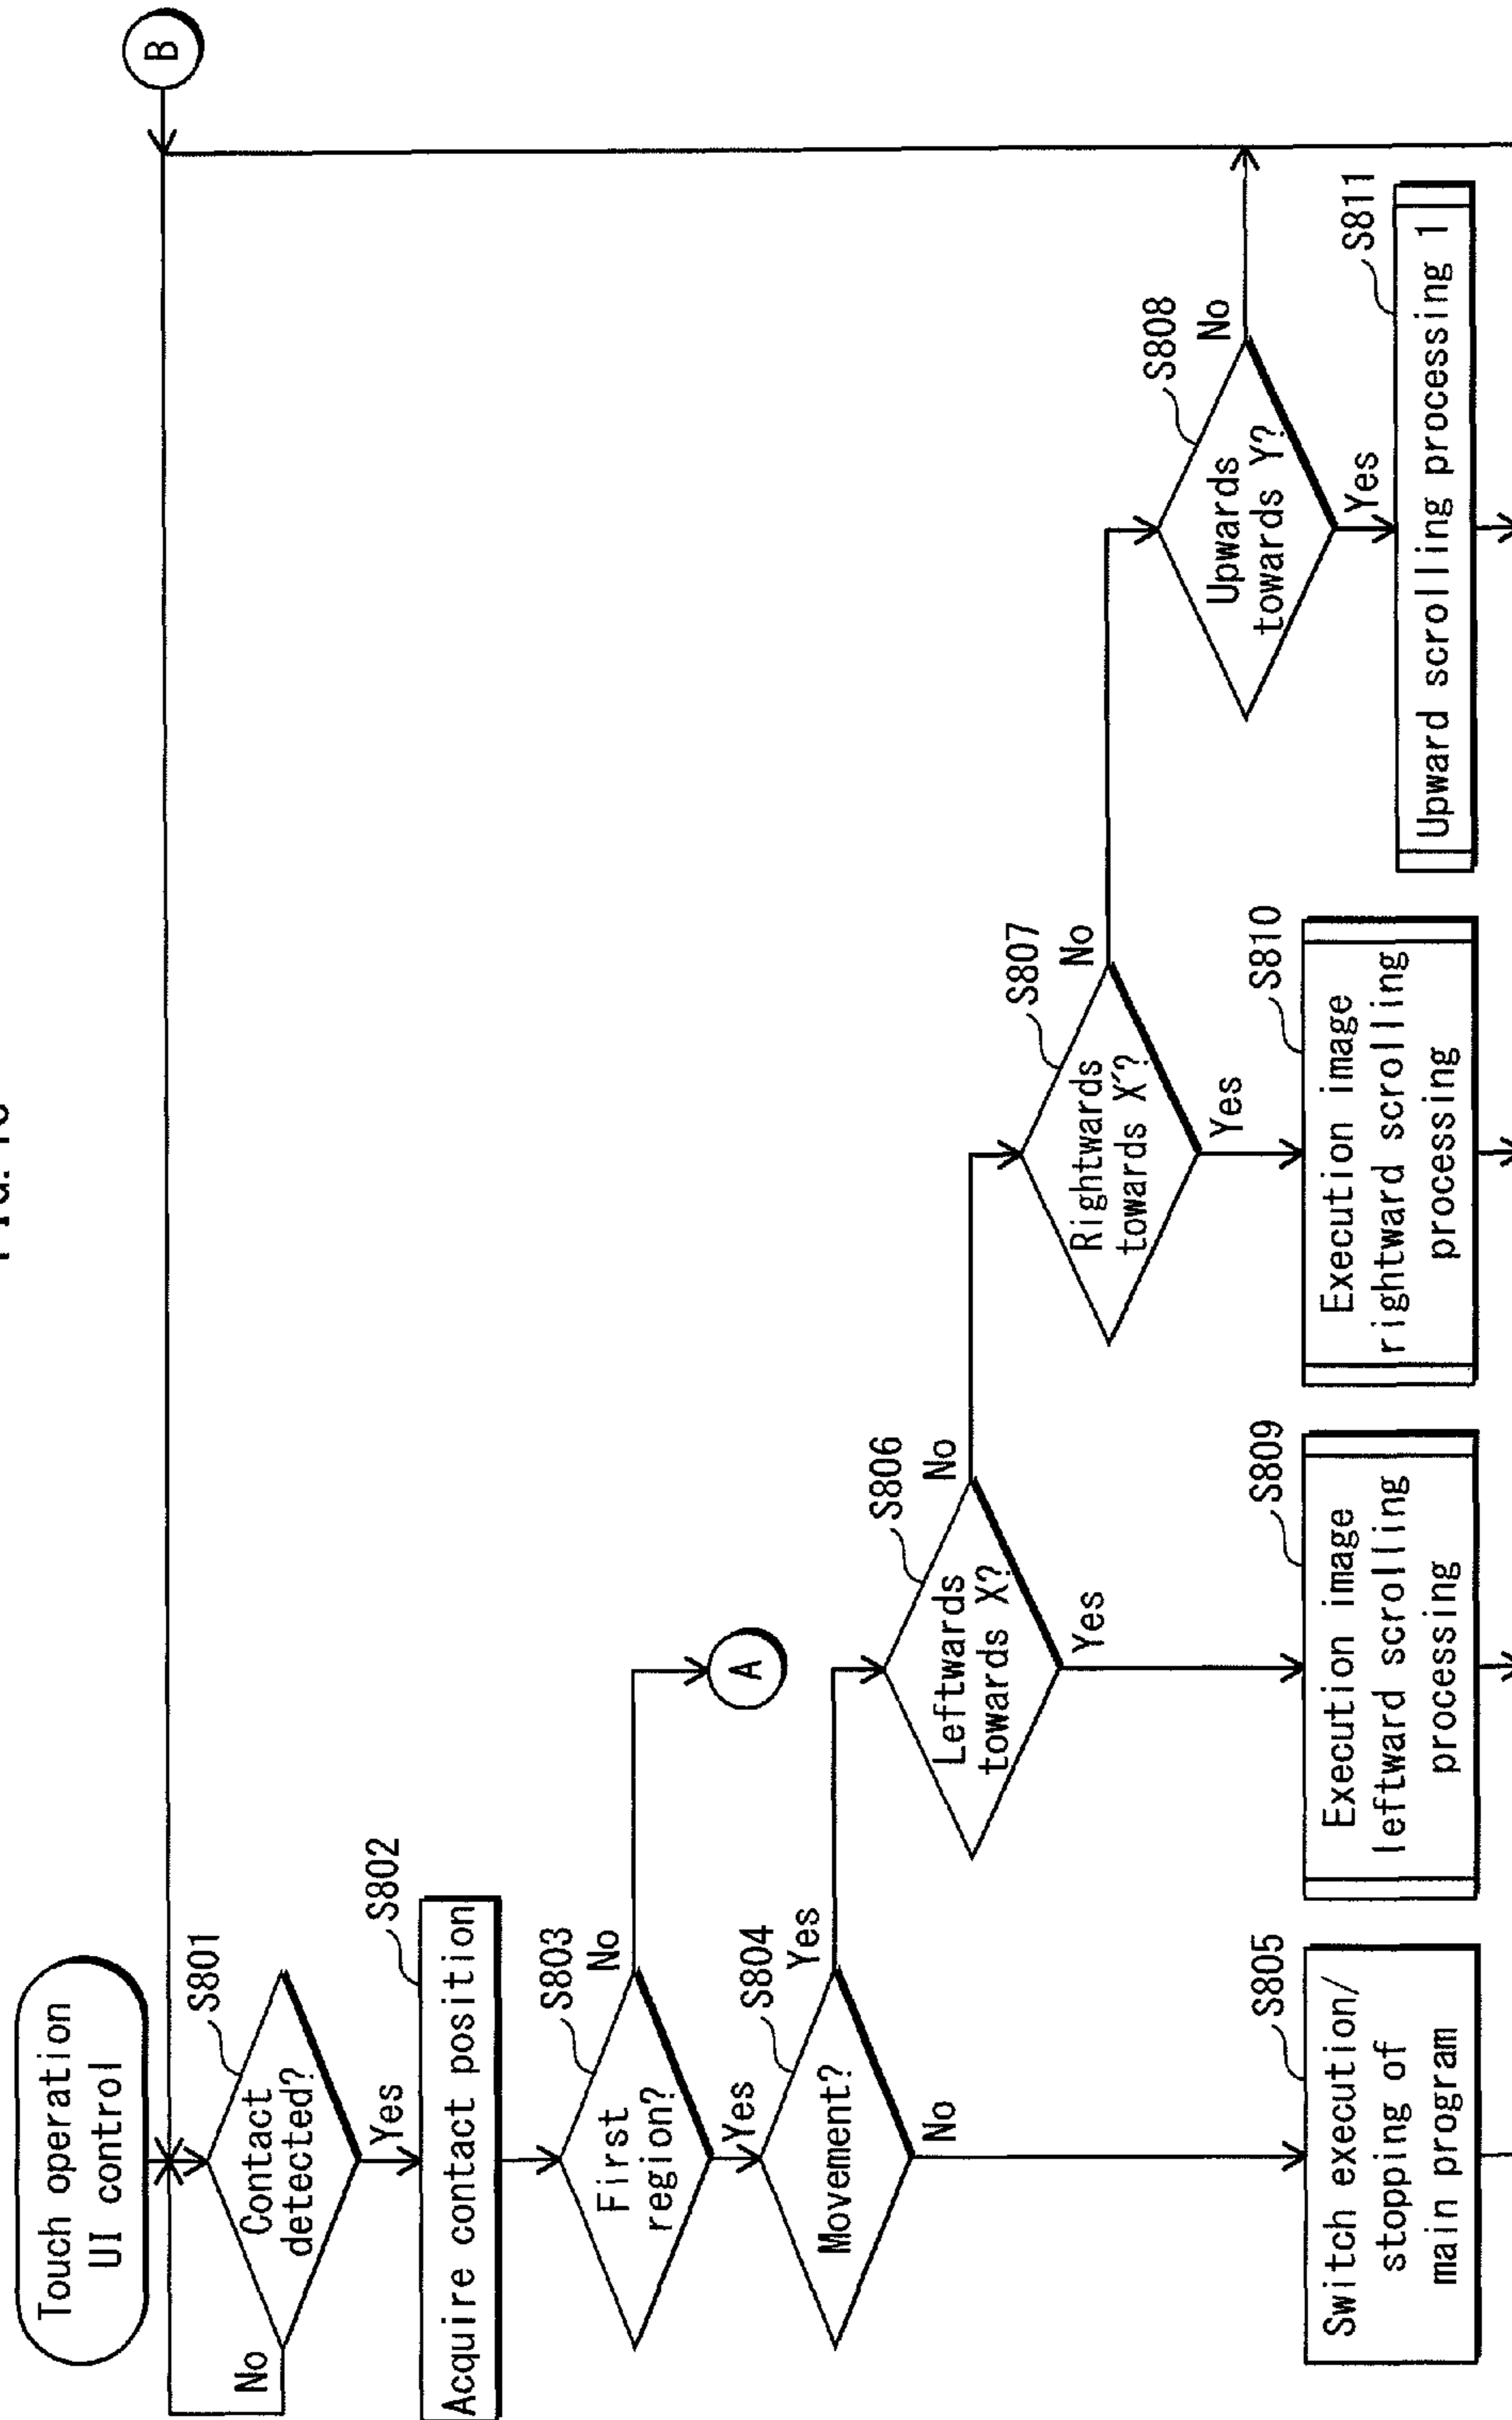 B
Touch operation
UI control
S801
Contact
detected?
No
Yes
S802
Acquire contact position
S803
First
region?
No
Yes
A
S804
Movement?
Yes
No
S805
Switch execution/
stopping of
main program
S806
Leftwards
towards X?
No
Yes
S809
Execution image
leftward scrolling
processing
S807
Rightwards
towards X'?
No
Yes
S810
Execution image
rightward scrolling
processing
S808
Upwards
towards Y?
No
Yes
S811
Upward scrolling processing 1